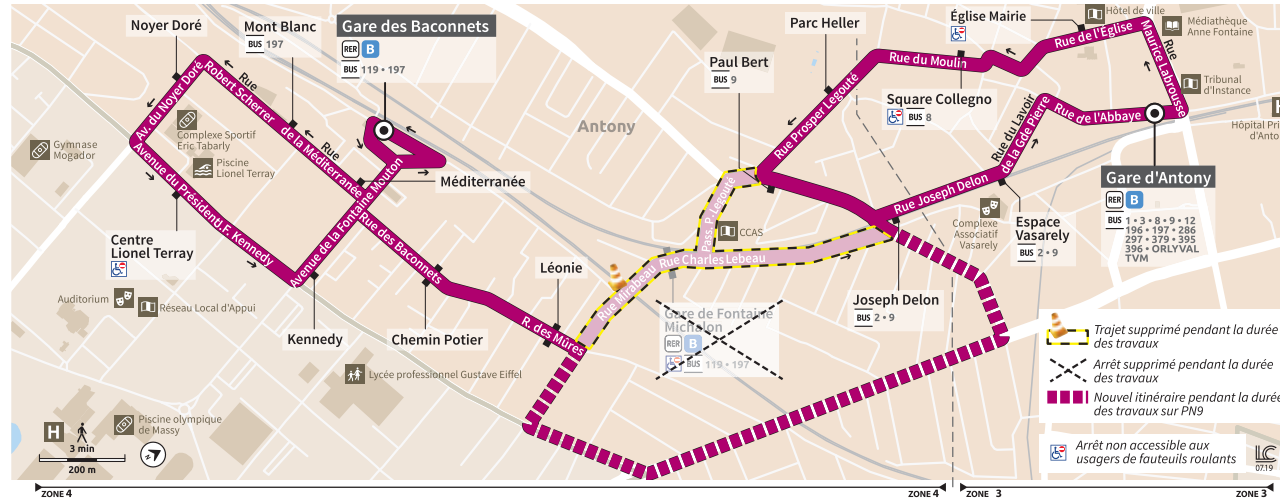 Noyer Doré
Mont Blanc
BUS 197
Gare des Baconnets
RER B
BUS 119 • 197
Parc Heller
Paul Bert
BUS 9
Église Mairie
Hôtel de ville
Médiathèque
Anne Fontaine
Tribunal
d'Instance
Hôpital Pri
d'Anto
Square Collegno
BUS 8
Rue de l'Église
Rue du Moulin
Rue
Maurice Labrousse
Rue de l'Abbaye
Rue du Lavoir
de la Gde Pierre
Rue Prosper Legouté
Rue Joseph Delon
Antony
Av. du Noyer Doré
Rue
Robert Scherrer
Rue
de la Méditerranée
Complexe Sportif
Eric Tabarly
Piscine
Lionel Terray
Gymnase
Mogador
Avenue du Président J.F. Kennedy
Avenue de la Fontaine Mouton
Méditerranée
Rue des Baconnets
Centre
Lionel Terray
Auditorium
Réseau Local d'Appui
Kennedy
Chemin Potier
Léonie
R. des Mûres
Rue Mirabeau
Rue Charles Lebeau
Pass. P. Legouté
CCAS
Gare de Fontaine
Michalon
RER B
BUS 119 • 197
Joseph Delon
BUS 2 • 9
Complexe
Associatif
Vasarely
Espace
Vasarely
BUS 2 • 9
Gare d'Antony
RER B
BUS 1 • 3 • 8 • 9 • 12
196 • 197 • 286
297 • 379 • 395
396 • ORLYVAL
TVM
Lycée professionnel Gustave Eiffel
Piscine olympique
de Massy
H
3 min
200 m
Trajet supprimé pendant la durée
des travaux
Arrêt supprimé pendant la durée
des travaux
Nouvel itinéraire pendant la durée
des travaux sur PN9
Arrêt non accessible aux
usagers de fauteuils roulants
LC
07.19
ZONE 4
ZONE 4
ZONE 3
ZONE 3